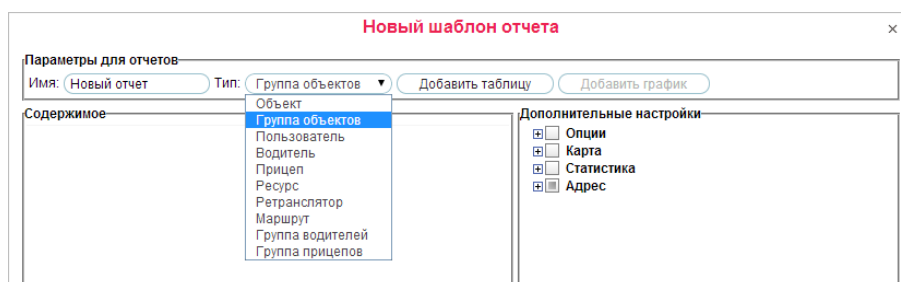 Новый шаблон отчета ×
Параметры для отчетов
Имя: Новый отчет Тип: Группа объектов ▼ Добавить таблицу Добавить график
Содержимое
Объект
Группа объектов
Пользователь
Водитель
Прицеп
Ресурс
Ретранслятор
Маршрут
Группа водителей
Группа прицепов
Дополнительные настройки
Опции
Карта
Статистика
Адрес